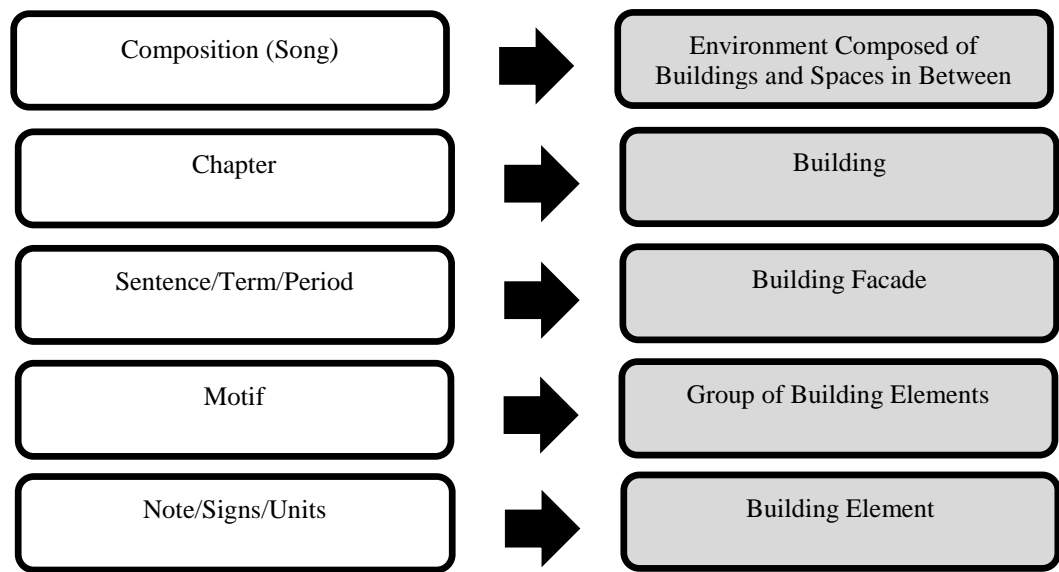 Composition (Song)
Environment Composed of
Buildings and Spaces in Between
Chapter
Building
Sentence/Term/Period
Building Facade
Motif
Group of Building Elements
Note/Signs/Units
Building Element